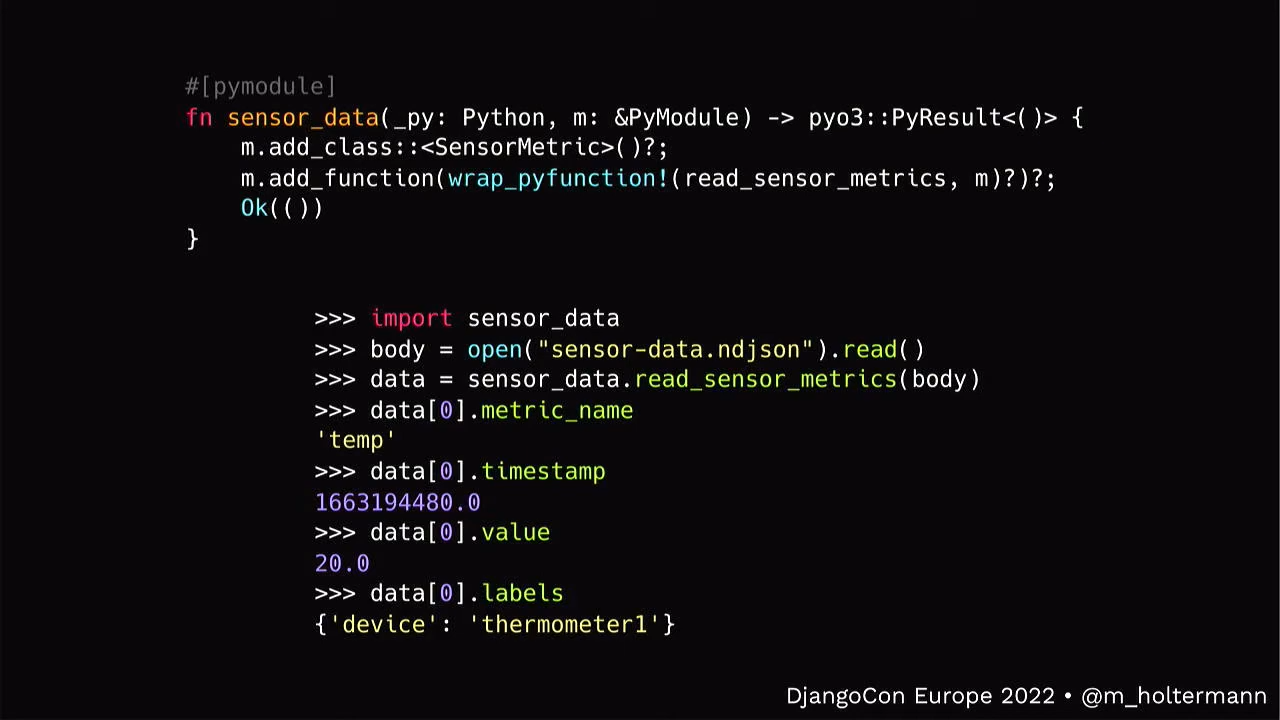 #[pymodule]
fn sensor_data(_py: Python, m: &PyModule) -> pyo3::PyResult<()> {
    m.add_class::<SensorMetric>()?;
    m.add_function(wrap_pyfunction!(read_sensor_metrics, m)?)?;
    Ok(())
}
>>> import sensor_data
>>> body = open("sensor-data.ndjson").read()
>>> data = sensor_data.read_sensor_metrics(body)
>>> data[0].metric_name
'temp'
>>> data[0].timestamp
1663194480.0
>>> data[0].value
20.0
>>> data[0].labels
{'device': 'thermometer1'}
DjangoCon Europe 2022 • @m_holtermann